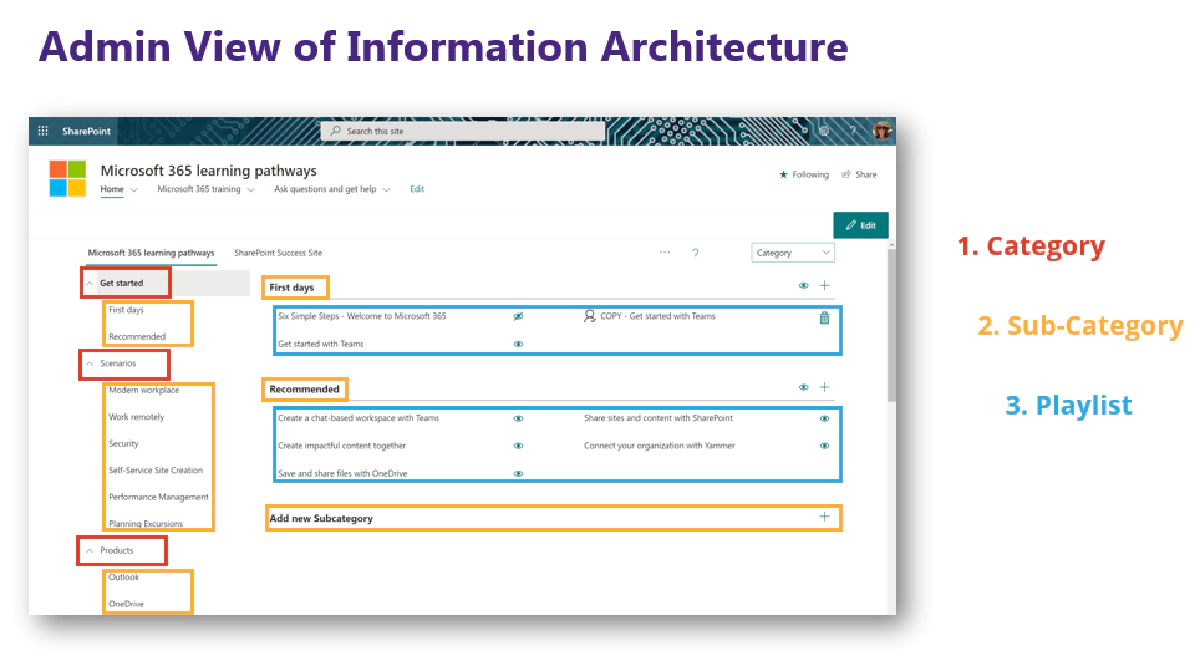 Admin View of Information Architecture
SharePoint
Search this site
?
Microsoft 365 learning pathways
Home
Microsoft 365 training
Ask questions and get help
Edit
Following
Share
Edit
Microsoft 365 learning pathways
SharePoint Success Site
...
?
Category
Get started
First days
Recommended
Scenarios
Modern workplace
Work remotely
Security
Self-Service Site Creation
Performance Management
Planning Excursions
Products
Outlook
OneDrive
First days
Six Simple Steps - Welcome to Microsoft 365
COPY - Get started with Teams
Get started with Teams
Recommended
Create a chat-based workspace with Teams
Share sites and content with SharePoint
Create impactful content together
Connect your organization with Yammer
Save and share files with OneDrive
Add new Subcategory
1. Category
2. Sub-Category
3. Playlist